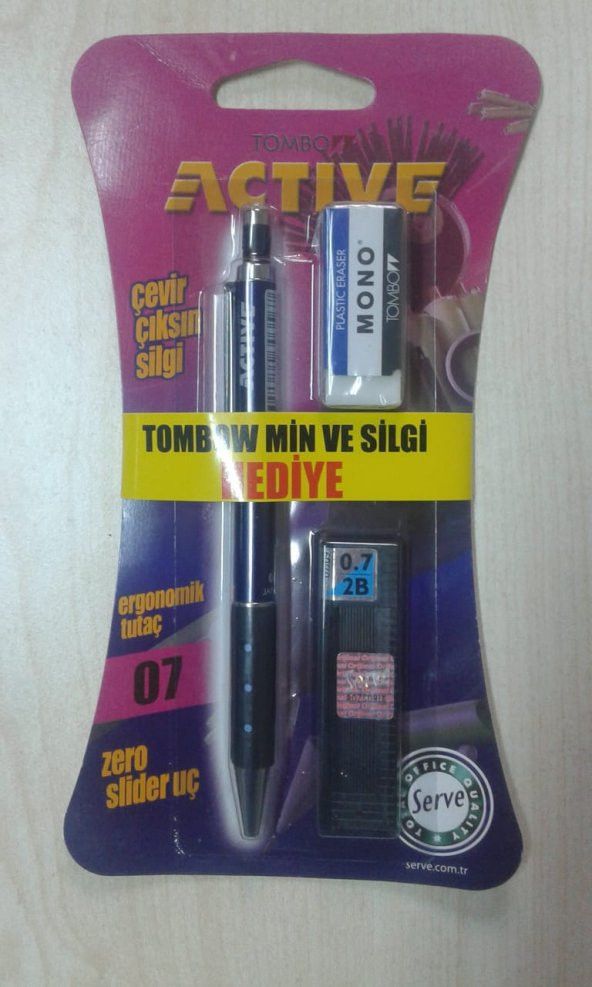 TOMBOW
ACTIVE
PLASTIC ERASER
MONO®
TOMBOW
çevir
çıksın
silgi
ACTIVE
TOMBOW MİN VE SİLGİ
HEDİYE
0.7
2B
ergonomik
tutaç
07
zero
slider uç
TOTAL OFFICE QUALITY
Serve
serve.com.tr